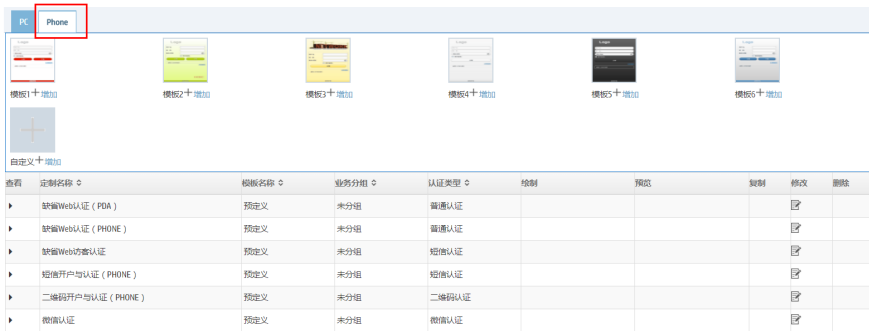 PC Phone
模板1 增加 模板2 增加 模板3 增加 模板4 增加 模板5 增加 模板6 增加
自定义 增加
查看 定制名称 模板名称 业务分组 认证类型 绘制 预览 复制 修改 删除
缺省Web认证（PDA） 预定义 未分组 普通认证
缺省Web认证（PHONE） 预定义 未分组 普通认证
缺省Web访客认证 预定义 未分组 短信认证
短信开户与认证（PHONE） 预定义 未分组 短信认证
二维码开户与认证（PHONE） 预定义 未分组 二维码认证
微信认证 预定义 未分组 微信认证